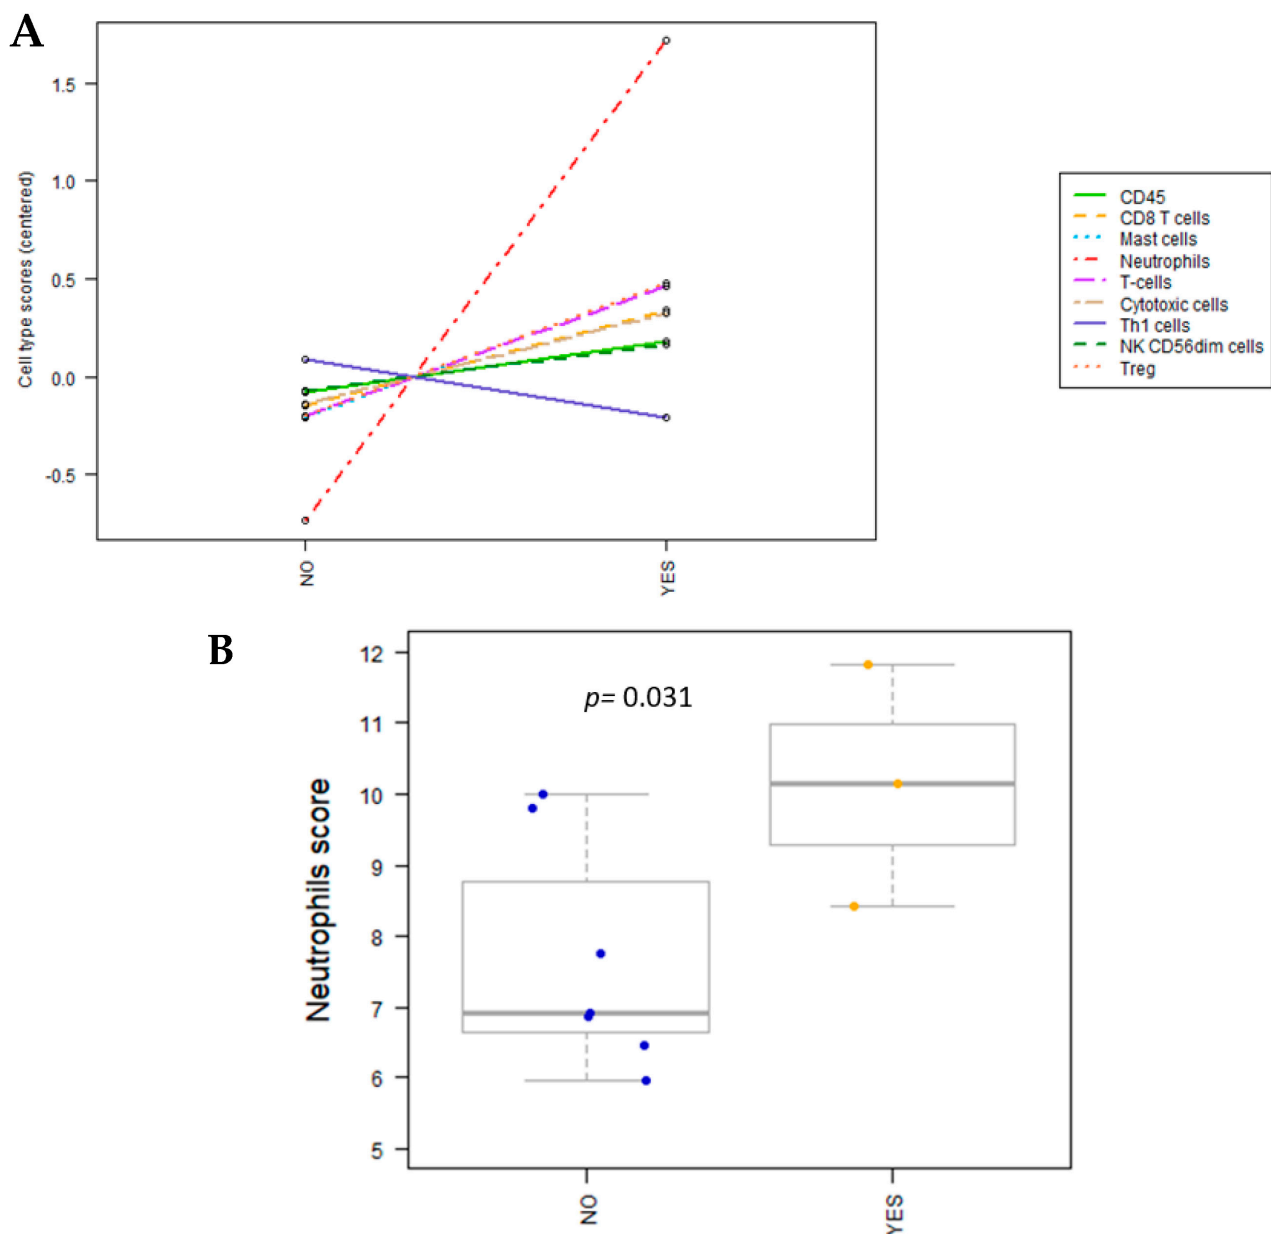 A
Cell type scores (centered)
1.5
1.0
0.5
0.0
-0.5
NO
YES
CD45
CD8 T cells
Mast cells
Neutrophils
T-cells
Cytotoxic cells
Th1 cells
NK CD56dim cells
Treg
B
Neutrophils score
12
11
10
9
8
7
6
5
p= 0.031
NO
YES